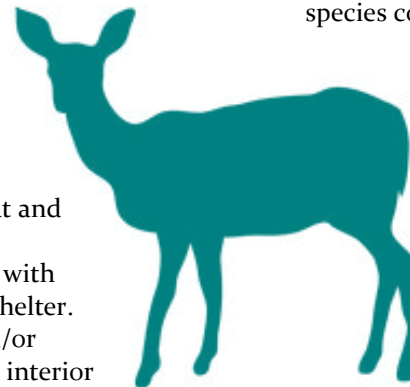 species co
t and
with
helter.
/or
interior